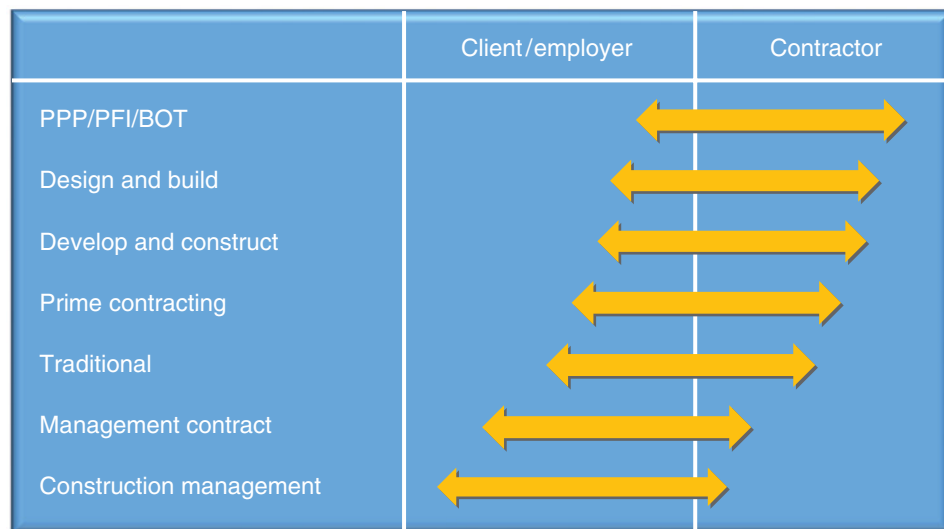 Client/employer Contractor
PPP/PFI/BOT
Design and build
Develop and construct
Prime contracting
Traditional
Management contract
Construction management